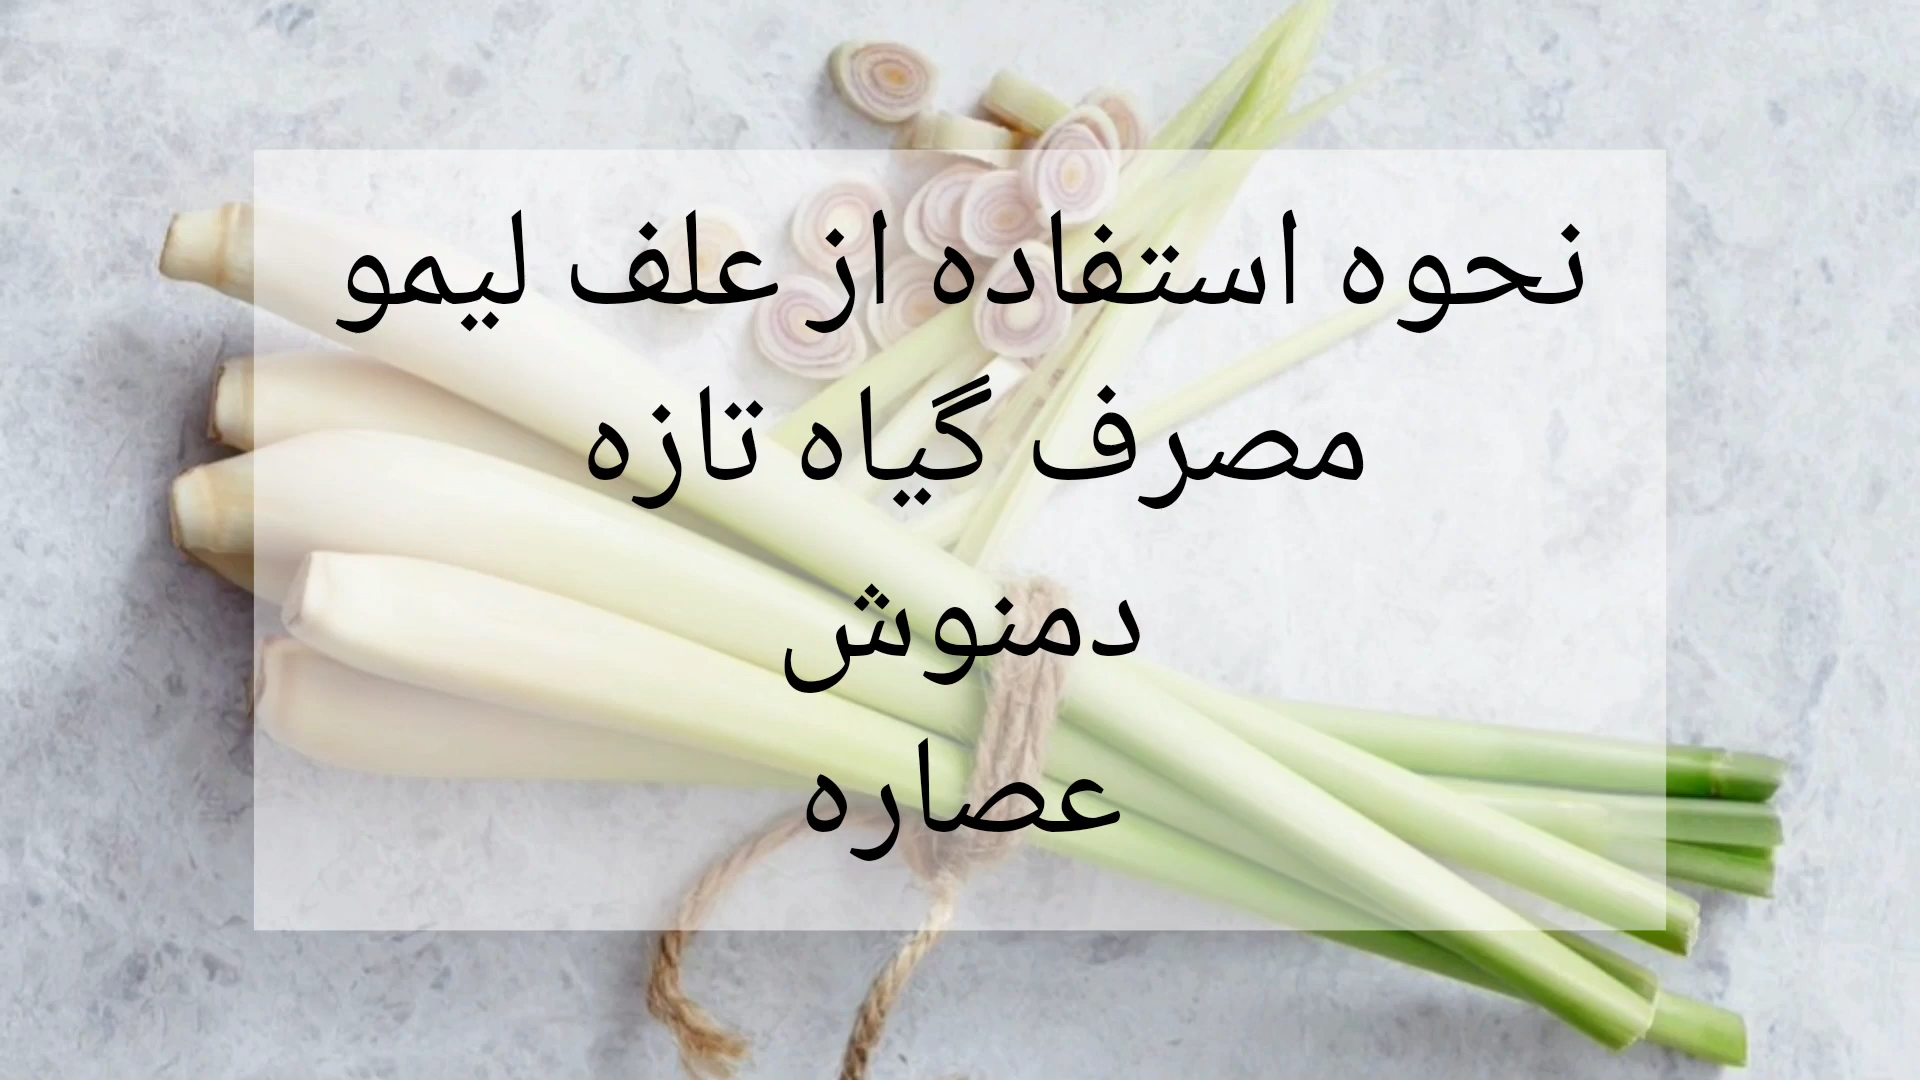 نحوه استفاده از علف لیمو
مصرف گیاه تازه
دمنوش
عصاره